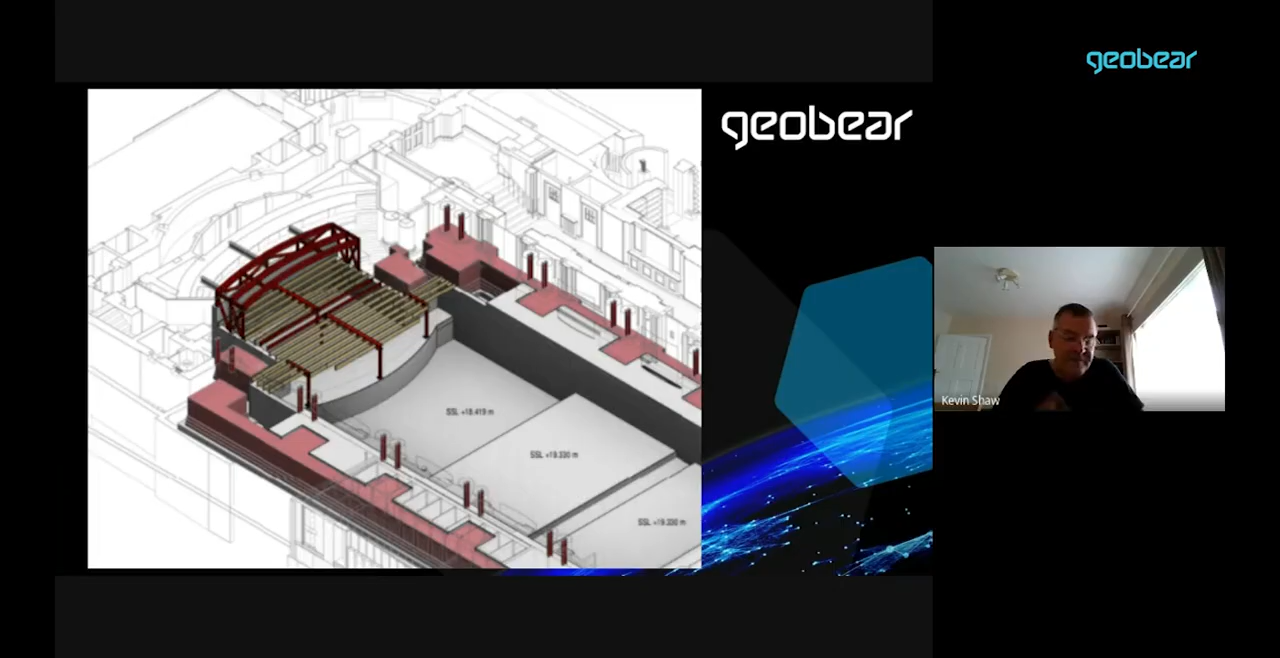 geobear
geobear
SSL +18.419 m
SSL +19.330 m
SSL +19.330 m
Kevin Shaw